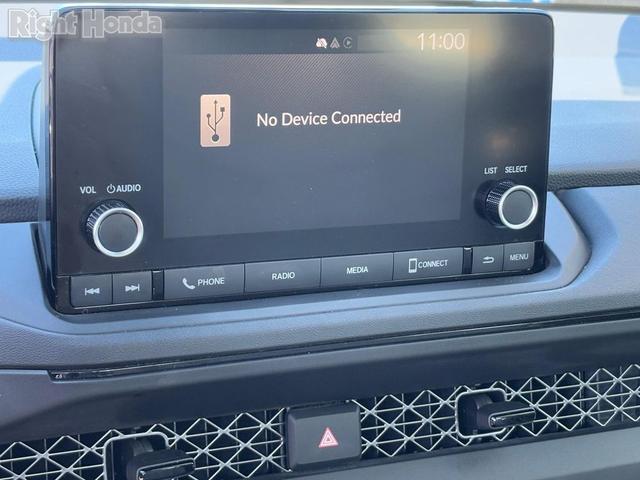 Right Honda
11:00
No Device Connected
VOL
AUDIO
LIST
SELECT
PHONE
RADIO
MEDIA
CONNECT
MENU